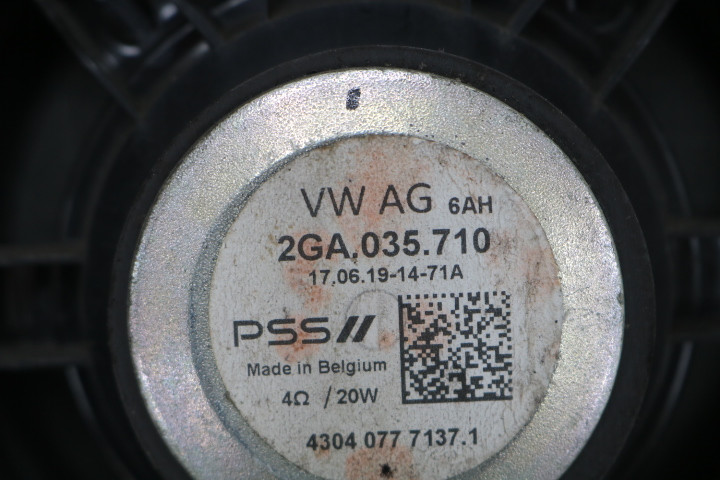 VW AG 6AH
2GA.035.710
17.06.19-14-71A
PSS//
Made in Belgium
4Ω / 20W
4304 077 7137.1